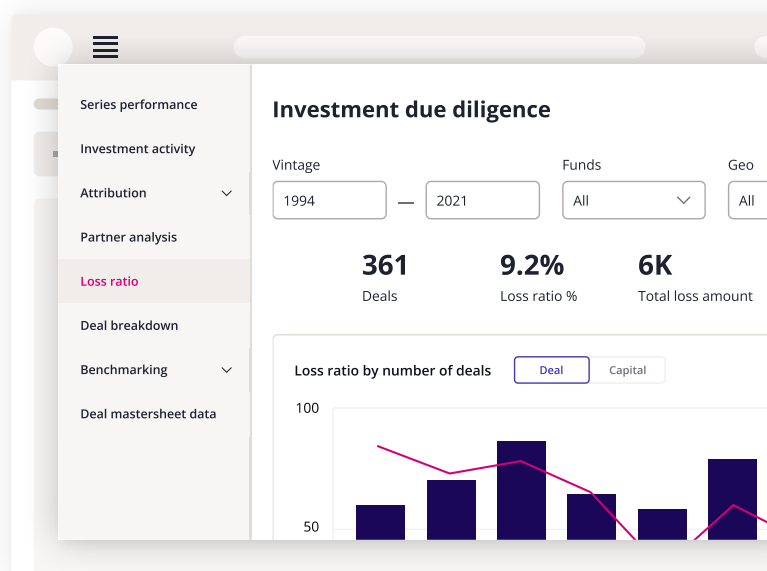 Series performance
Investment activity
Attribution
Partner analysis
Loss ratio
Deal breakdown
Benchmarking
Deal mastersheet data
Investment due diligence
Vintage Funds Geo
1994 — 2021 All All
361 9.2% 6K
Deals Loss ratio % Total loss amount
Loss ratio by number of deals Deal Capital
100
50